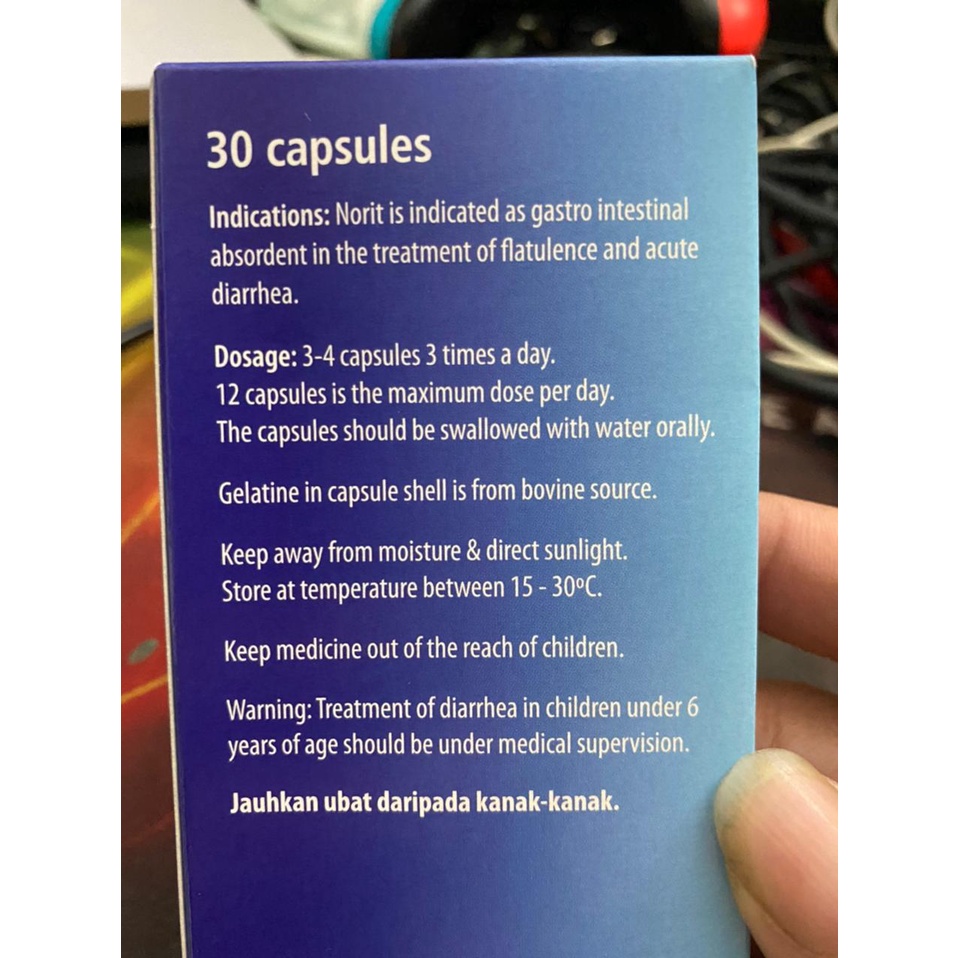 30 capsules
Indications: Norit is indicated as gastro intestinal
absordent in the treatment of flatulence and acute
diarrhea.
Dosage: 3-4 capsules 3 times a day.
12 capsules is the maximum dose per day.
The capsules should be swallowed with water orally.
Gelatine in capsule shell is from bovine source.
Keep away from moisture & direct sunlight.
Store at temperature between 15 - 30ºC.
Keep medicine out of the reach of children.
Warning: Treatment of diarrhea in children under 6
years of age should be under medical supervision.
Jauhkan ubat daripada kanak-kanak.